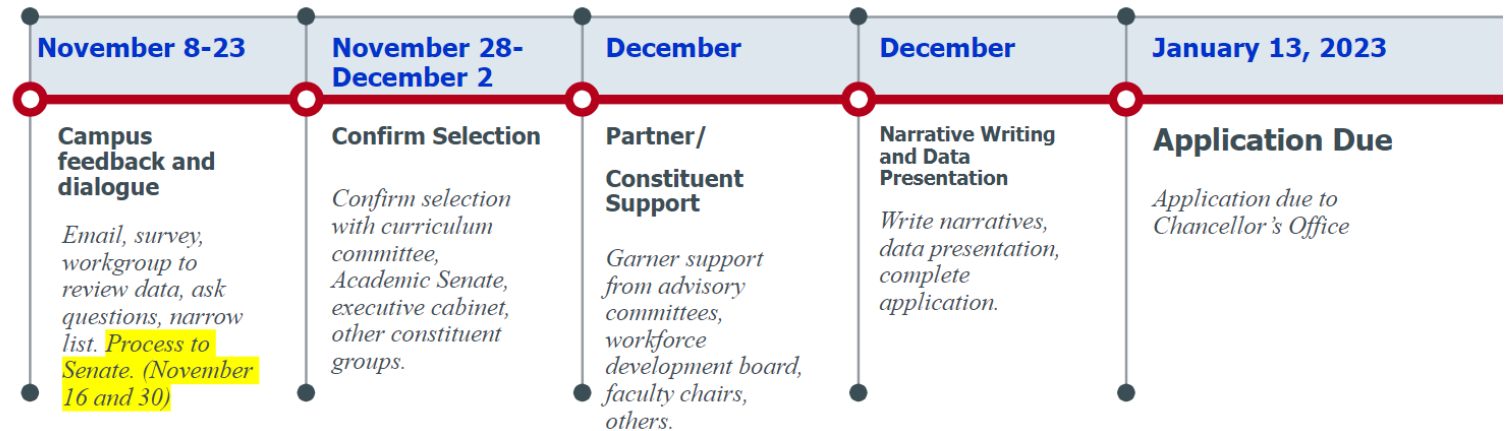 November 8-23
Campus
feedback and
dialogue
Email, survey,
workgroup to
review data, ask
questions, narrow
list. Process to
Senate. (November
16 and 30)
November 28-
December 2
Confirm Selection
Confirm selection
with curriculum
committee,
Academic Senate,
executive cabinet,
other constituent
groups.
December
Partner/
Constituent
Support
Garner support
from advisory
committees,
workforce
development board,
faculty chairs,
others.
December
Narrative Writing
and Data
Presentation
Write narratives,
data presentation,
complete
application.
January 13, 2023
Application Due
Application due to
Chancellor’s Office